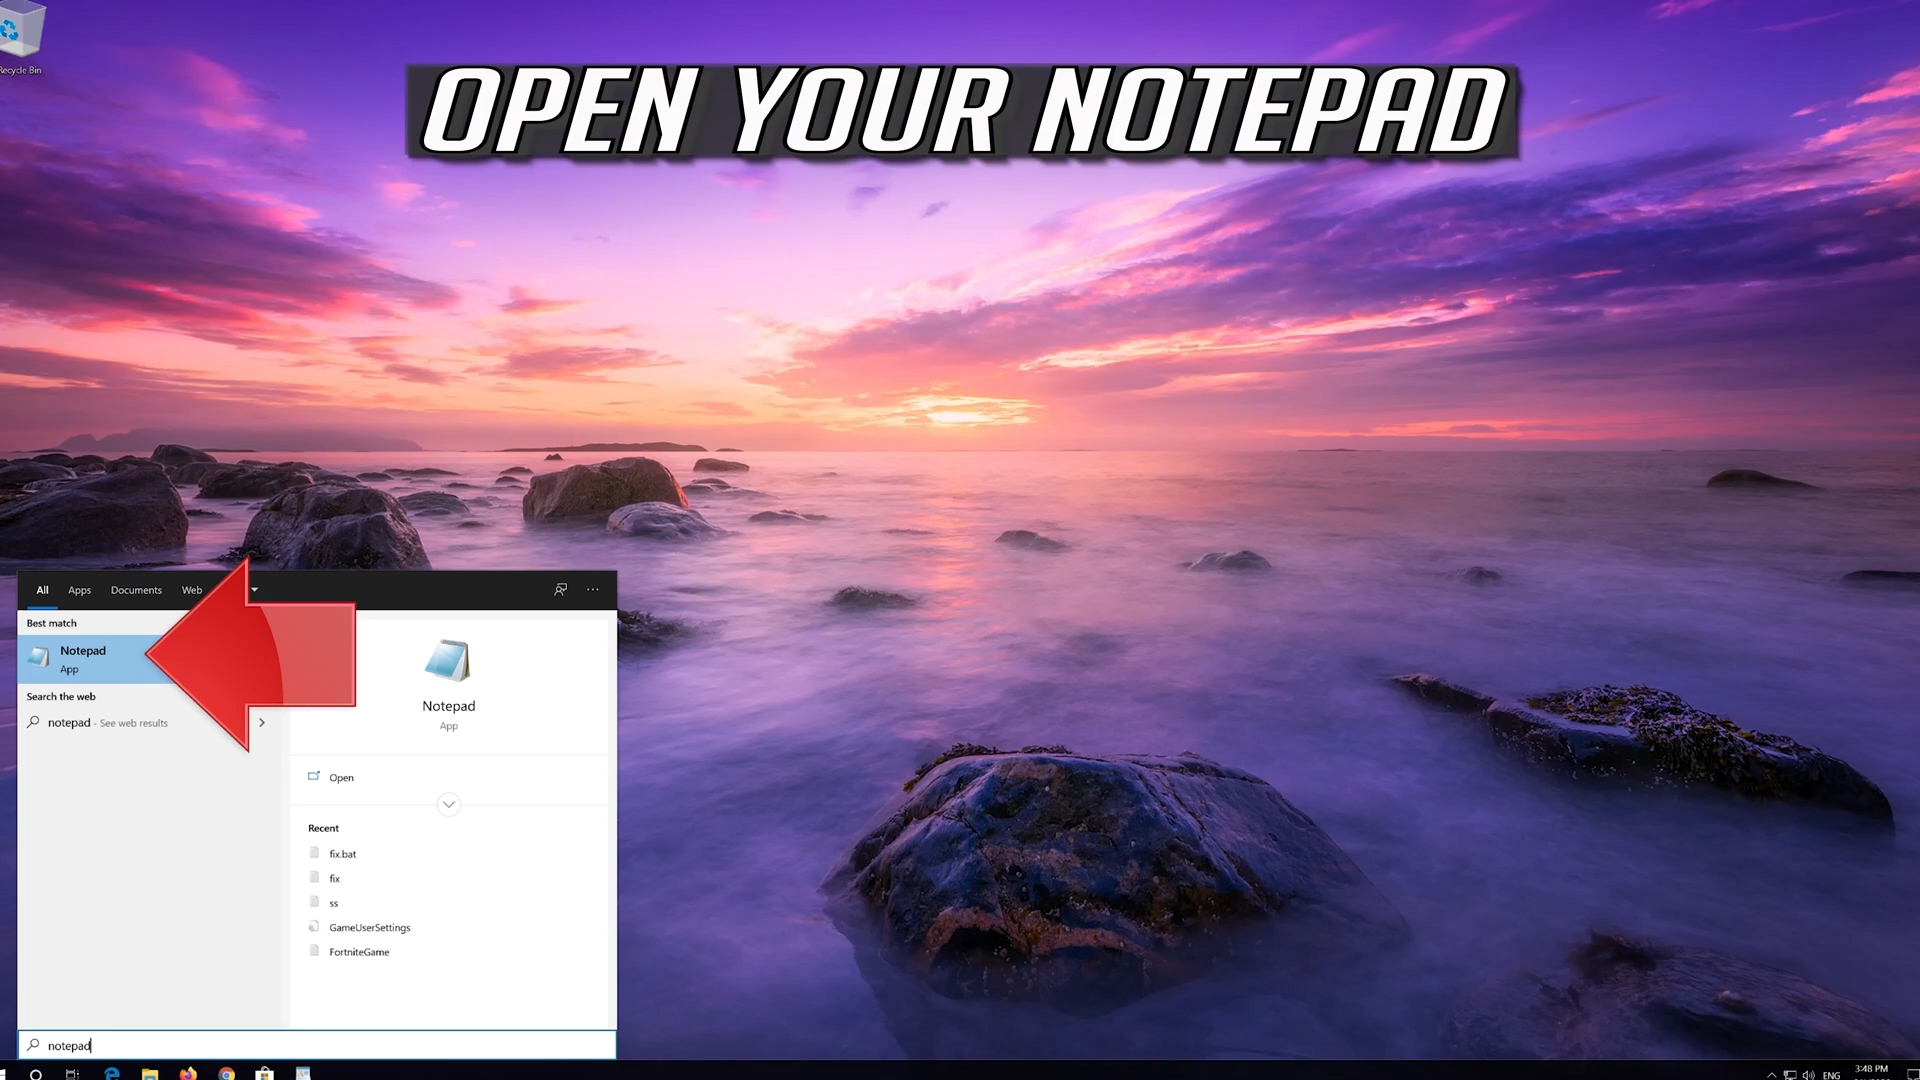 Recycle Bin
OPEN YOUR NOTEPAD
All Apps Documents Web
Best match
Notepad
App
Search the web
notepad - See web results
Notepad
App
Open
Recent
fix.bat
fix
ss
GameUserSettings
FortniteGame
notepad
ENG
3:48 PM